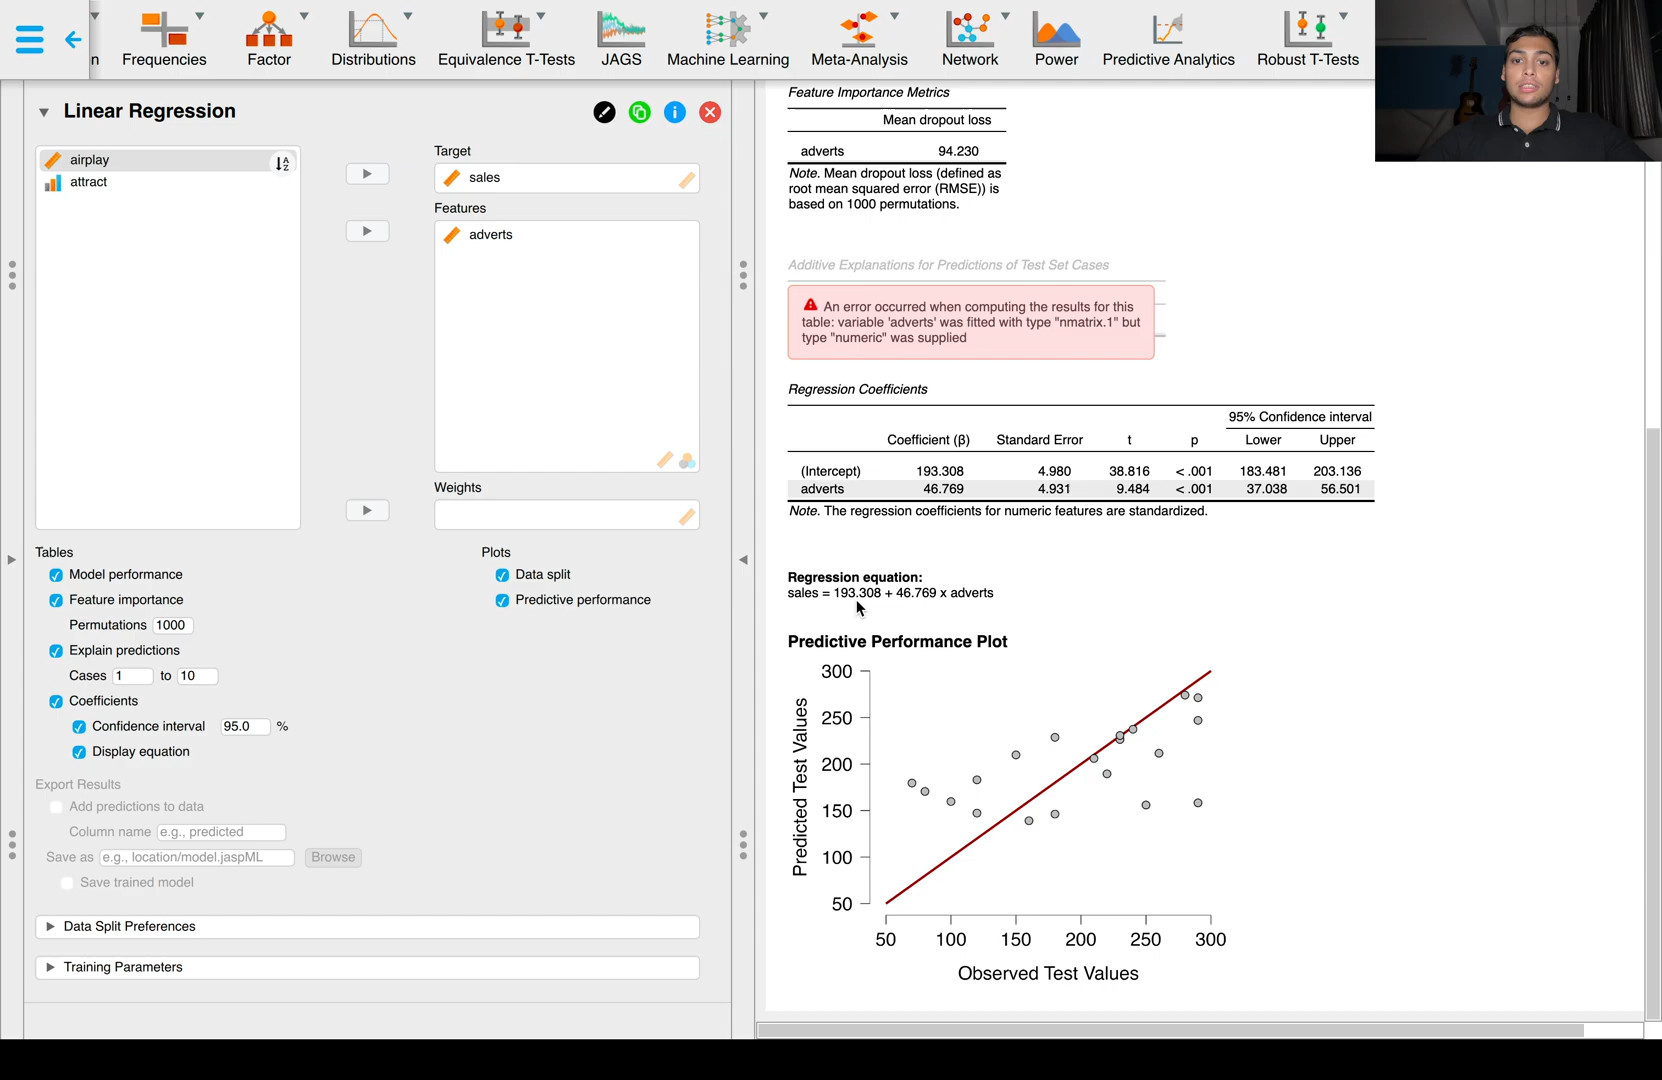 n
Frequencies
Factor
Distributions
Equivalence T-Tests
JAGS
Machine Learning
Meta-Analysis
Network
Power
Predictive Analytics
Robust T-Tests
Linear Regression
airplay
attract
A
Z
Target
sales
Features
adverts
Weights
Tables
Model performance
Feature importance
Permutations 1000
Explain predictions
Cases 1 to 10
Coefficients
Confidence interval 95.0 %
Display equation
Plots
Data split
Predictive performance
Export Results
Add predictions to data
Column name e.g., predicted
Save as e.g., location/model.jaspML Browse
Save trained model
Data Split Preferences
Training Parameters
Feature Importance Metrics
Mean dropout loss
adverts 94.230
Note. Mean dropout loss (defined as
root mean squared error (RMSE)) is
based on 1000 permutations.
Additive Explanations for Predictions of Test Set Cases
An error occurred when computing the results for this
table: variable 'adverts' was fitted with type "nmatrix.1" but
type "numeric" was supplied
Regression Coefficients
95% Confidence interval
Coefficient (β) Standard Error t p Lower Upper
(Intercept) 193.308 4.980 38.816 < .001 183.481 203.136
adverts 46.769 4.931 9.484 < .001 37.038 56.501
Note. The regression coefficients for numeric features are standardized.
Regression equation:
sales = 193.308 + 46.769 x adverts
Predictive Performance Plot
Predicted Test Values
300
250
200
150
100
50
50 100 150 200 250 300
Observed Test Values